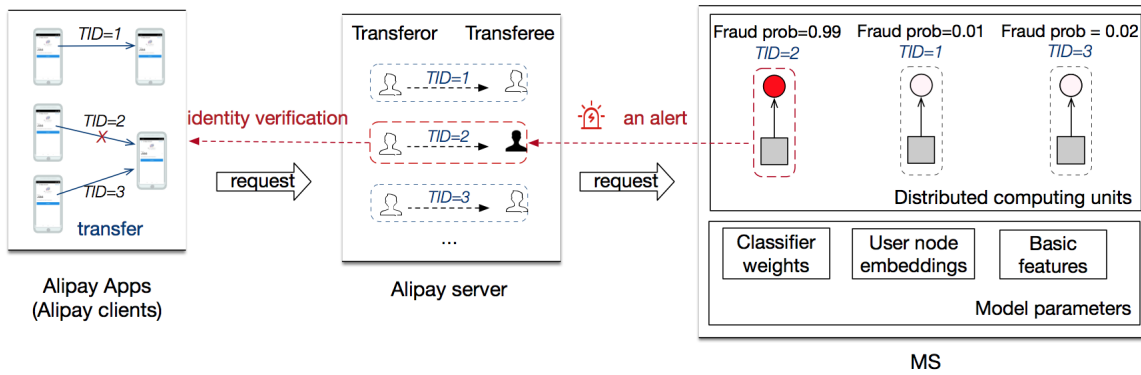 TID=1
TID=2
TID=3
transfer
Alipay Apps
(Alipay clients)
identity verification
request
Transferor Transferee
TID=1
TID=2
TID=3
...
Alipay server
an alert
request
Fraud prob=0.99 Fraud prob=0.01 Fraud prob = 0.02
TID=2 TID=1 TID=3
Distributed computing units
Classifier
weights
User node
embeddings
Basic
features
Model parameters
MS